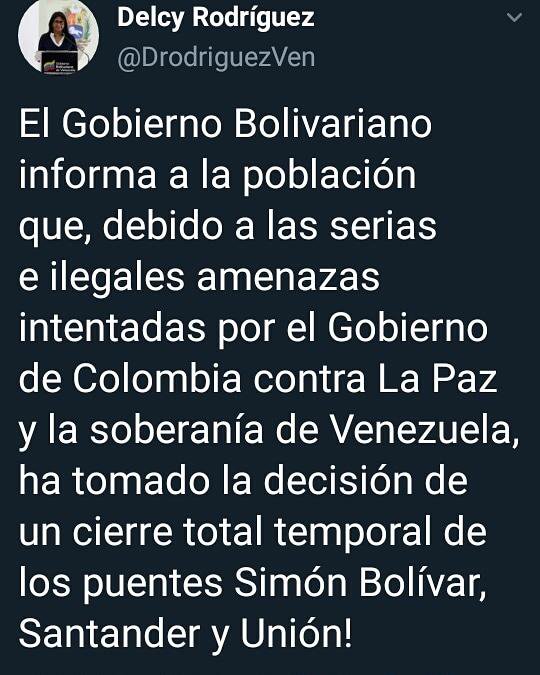 Delcy Rodríguez
@DrodriguezVen
El Gobierno Bolivariano
informa a la población
que, debido a las serias
e ilegales amenazas
intentadas por el Gobierno
de Colombia contra La Paz
y la soberanía de Venezuela,
ha tomado la decisión de
un cierre total temporal de
los puentes Simón Bolívar,
Santander y Unión!